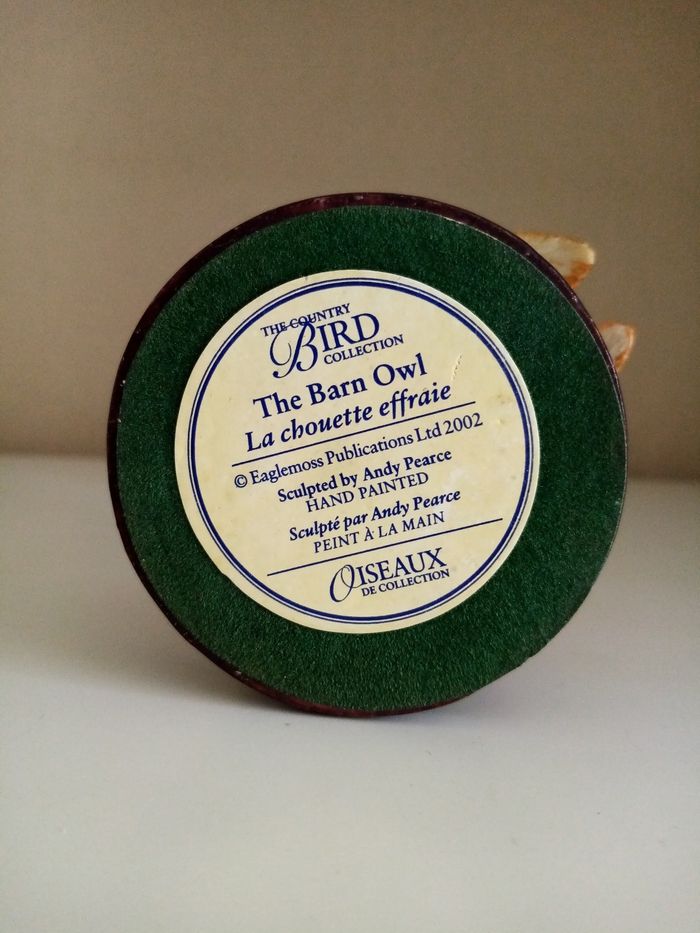 THE COUNTRY
BIRD
COLLECTION
The Barn Owl
La chouette effraie
© Eaglemoss Publications Ltd 2002
Sculpted by Andy Pearce
HAND PAINTED
Sculpté par Andy Pearce
PEINT À LA MAIN
OISEAUX
DE COLLECTION